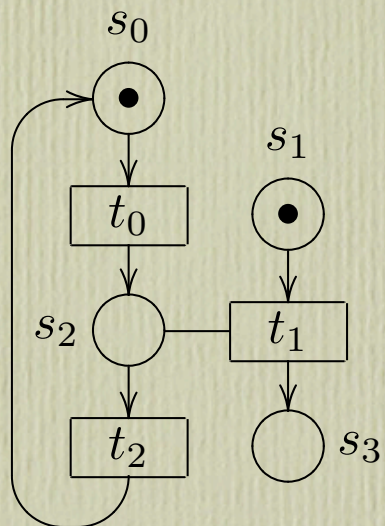 s₀
s₁
t₀
s₂
t₁
t₂
s₃